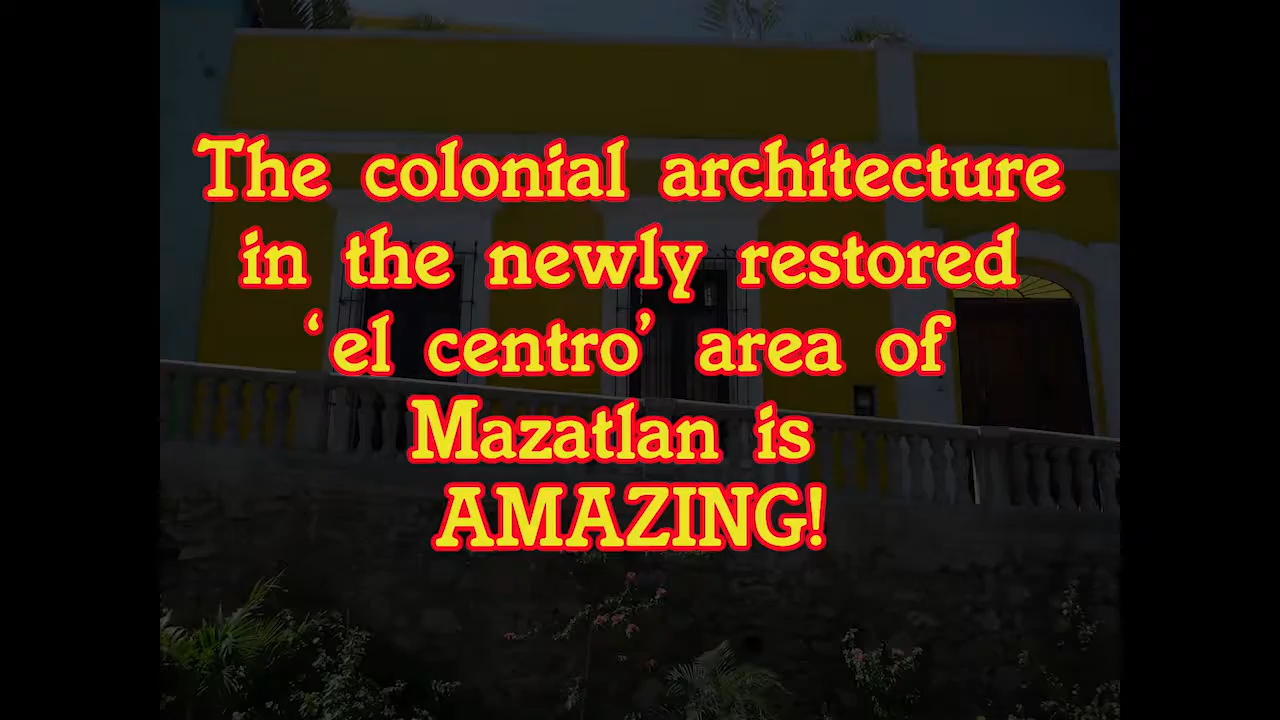 The colonial architecture
in the newly restored
‘el centro’ area of
Mazatlan is
AMAZING!